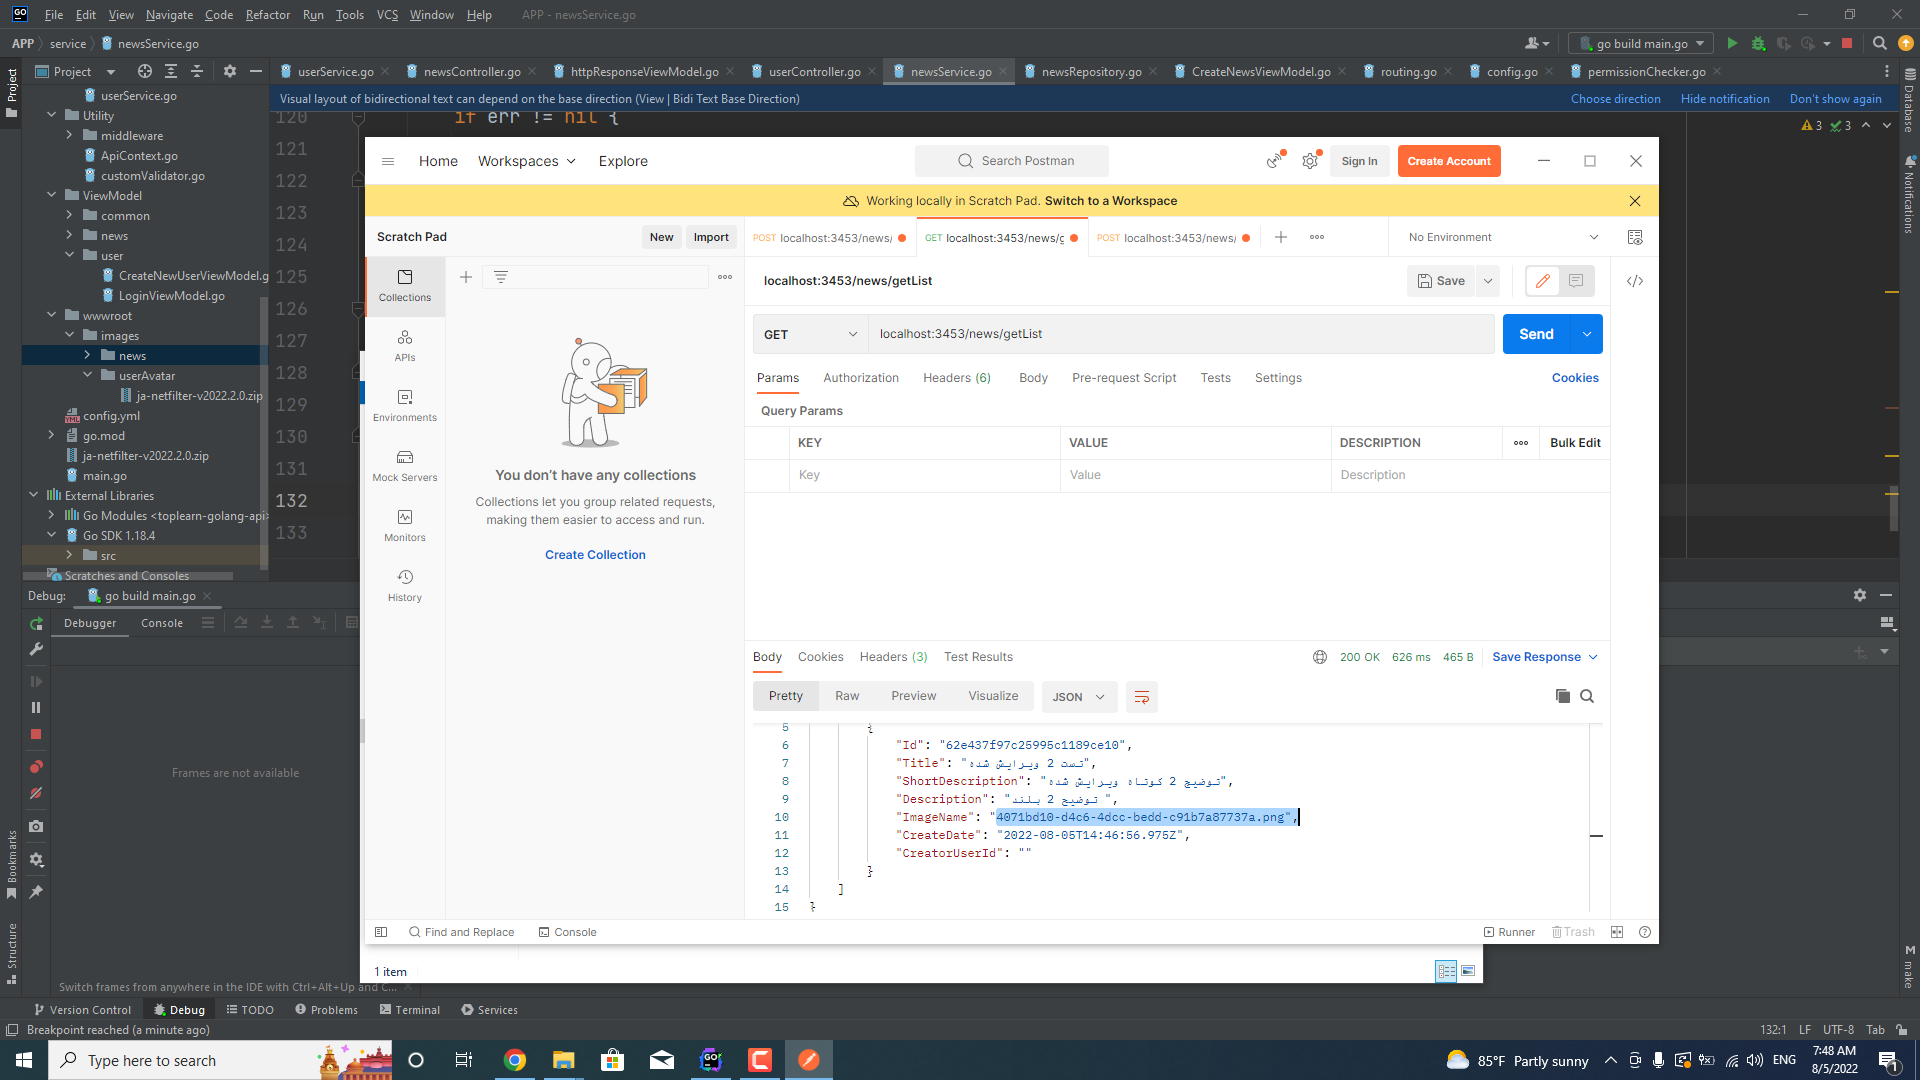 File Edit View Navigate Code Refactor Run Tools VCS Window Help APP - newsService.go
APP service newsService.go
go build main.go
Project
userService.go
newsController.go
httpResponseViewModel.go
userController.go
newsService.go
newsRepository.go
CreateNewsViewModel.go
routing.go
config.go
permissionChecker.go
Visual layout of bidirectional text can depend on the base direction (View | Bidi Text Base Direction)
Choose direction Hide notification Don't show again
Project
Database
Notifications
make
Bookmarks
Structure
userService.go
Utility
middleware
ApiContext.go
customValidator.go
ViewModel
common
news
user
CreateNewUserViewModel.g
LoginViewModel.go
wwwroot
images
news
userAvatar
ja-netfilter-v2022.2.0.zip
config.yml
go.mod
ja-netfilter-v2022.2.0.zip
main.go
External Libraries
Go Modules <toplearn-golang-api>
Go SDK 1.18.4
src
Scratches and Consoles
120 if err != nil {
3 3
121
122
123
124
125
126
127
128
129
130
131
132
133
Home Workspaces Explore
Search Postman
Sign In Create Account
Working locally in Scratch Pad. Switch to a Workspace
Scratch Pad
New Import
POST localhost:3453/news/
GET localhost:3453/news/g
POST localhost:3453/news/
No Environment
Collections
APIs
Environments
Mock Servers
Monitors
History
You don't have any collections
Collections let you group related requests,
making them easier to access and run.
Create Collection
localhost:3453/news/getList
Save
GET localhost:3453/news/getList Send
Params Authorization Headers (6) Body Pre-request Script Tests Settings Cookies
Query Params
KEY VALUE DESCRIPTION Bulk Edit
Key Value Description
Body Cookies Headers (3) Test Results
200 OK 626 ms 465 B Save Response
Pretty Raw Preview Visualize JSON
5 {
6 "Id": "62e437f97c25995c1189ce10",
7 "Title": "تست 2 ویرایش شده",
8 "ShortDescription": "توضیح 2 کوتاه ویرایش شده",
9 "Description": "توضیح 2 بلند ",
10 "ImageName": "4071bd10-d4c6-4dcc-bedd-c91b7a87737a.png",
11 "CreateDate": "2022-08-05T14:46:56.975Z",
12 "CreatorUserId": ""
13 }
14 ]
15 }
Find and Replace Console
Runner Trash
1 item
Debug: go build main.go
Debugger Console
Frames are not available
Switch frames from anywhere in the IDE with Ctrl+Alt+Up and C...
Version Control Debug TODO Problems Terminal Services
Breakpoint reached (a minute ago)
132:1 LF UTF-8 Tab
Type here to search
85°F Partly sunny
ENG
7:48 AM
8/5/2022
1